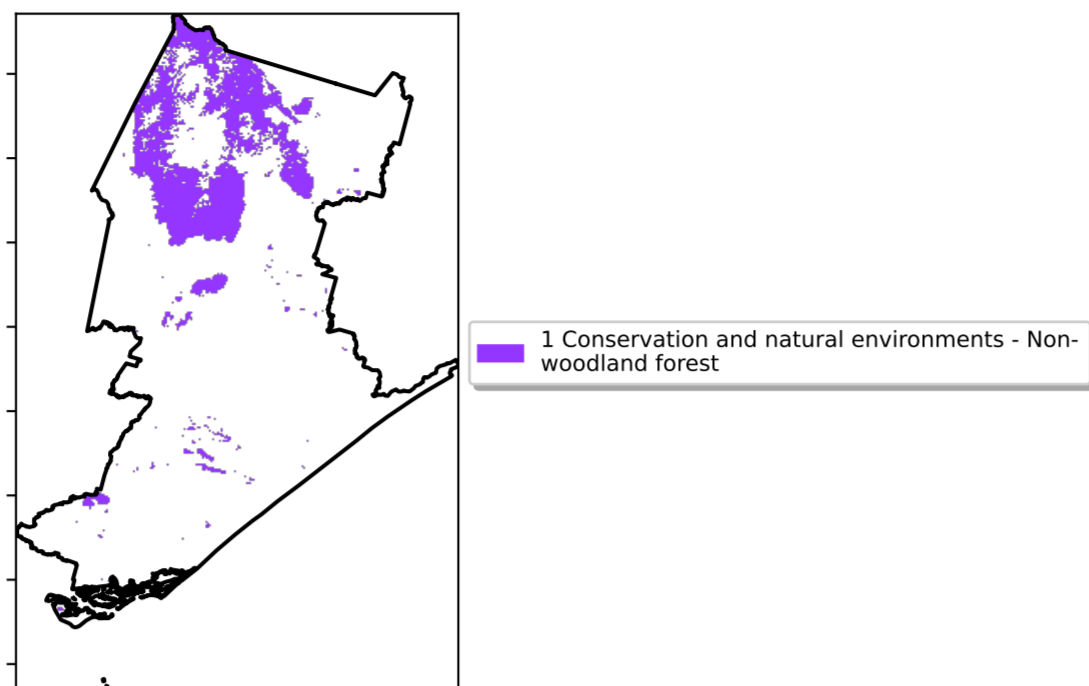 1 Conservation and natural environments - Non-
woodland forest